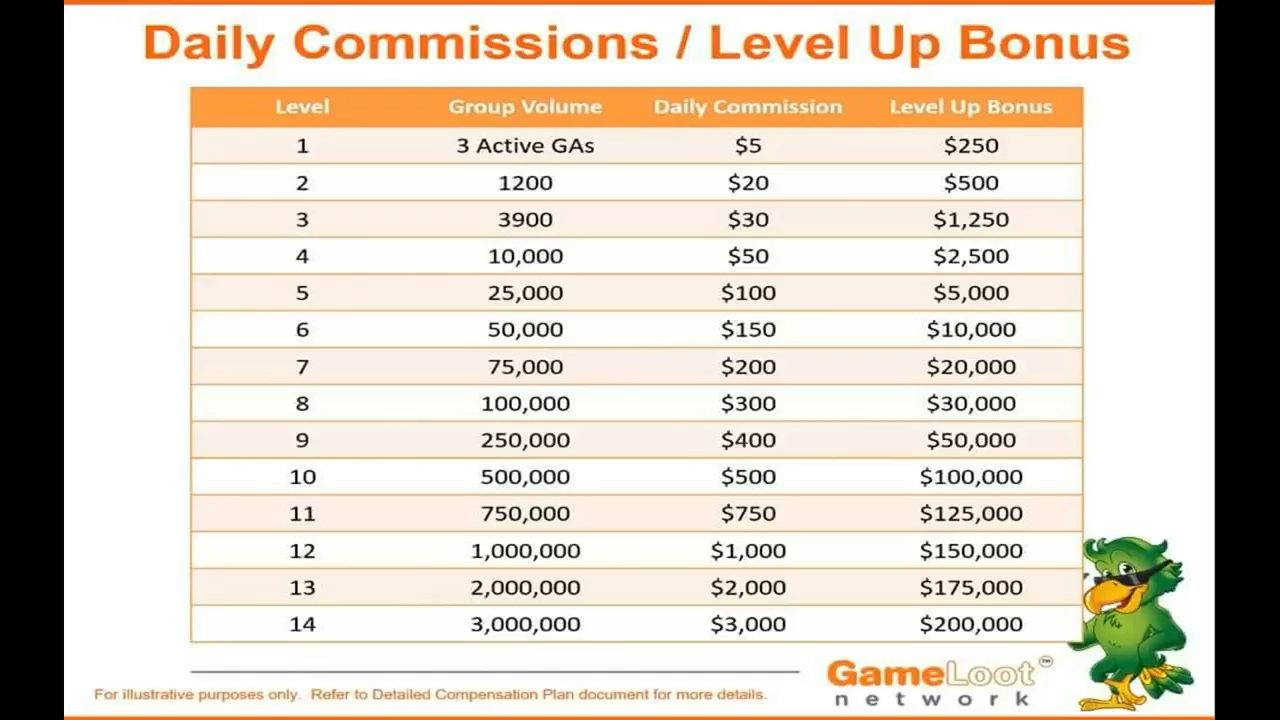 Daily Commissions / Level Up Bonus
Level Group Volume Daily Commission Level Up Bonus
1 3 Active GAs $5 $250
2 1200 $20 $500
3 3900 $30 $1,250
4 10,000 $50 $2,500
5 25,000 $100 $5,000
6 50,000 $150 $10,000
7 75,000 $200 $20,000
8 100,000 $300 $30,000
9 250,000 $400 $50,000
10 500,000 $500 $100,000
11 750,000 $750 $125,000
12 1,000,000 $1,000 $150,000
13 2,000,000 $2,000 $175,000
14 3,000,000 $3,000 $200,000
GameLoot™
network
For illustrative purposes only. Refer to Detailed Compensation Plan document for more details.